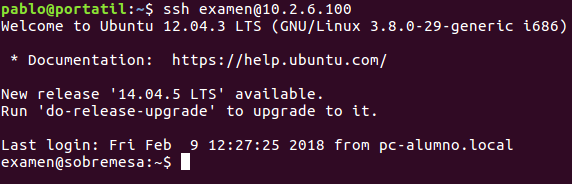 pablo@portatil:~$ ssh examen@10.2.6.100
Welcome to Ubuntu 12.04.3 LTS (GNU/Linux 3.8.0-29-generic i686)
* Documentation:  https://help.ubuntu.com/
New release '14.04.5 LTS' available.
Run 'do-release-upgrade' to upgrade to it.
Last login: Fri Feb  9 12:27:25 2018 from pc-alumno.local
examen@sobremesa:~$